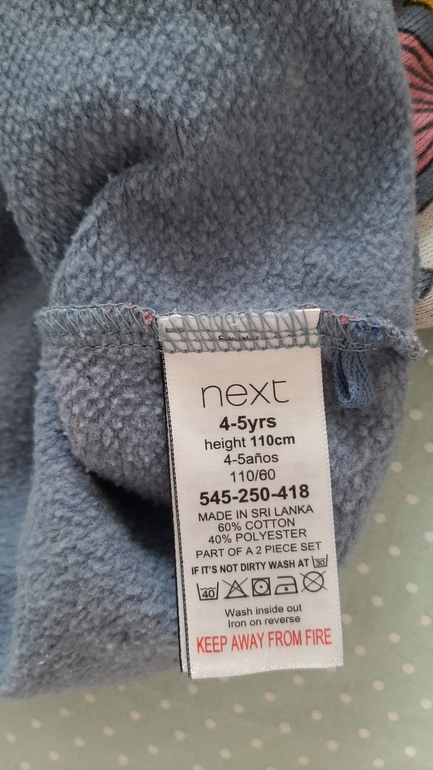 next
4-5yrs
height 110cm
4-5años
110/60
545-250-418
MADE IN SRI LANKA
60% COTTON
40% POLYESTER
PART OF A 2 PIECE SET
IF IT'S NOT DIRTY WASH AT 30
40
Wash inside out
Iron on reverse
KEEP AWAY FROM FIRE